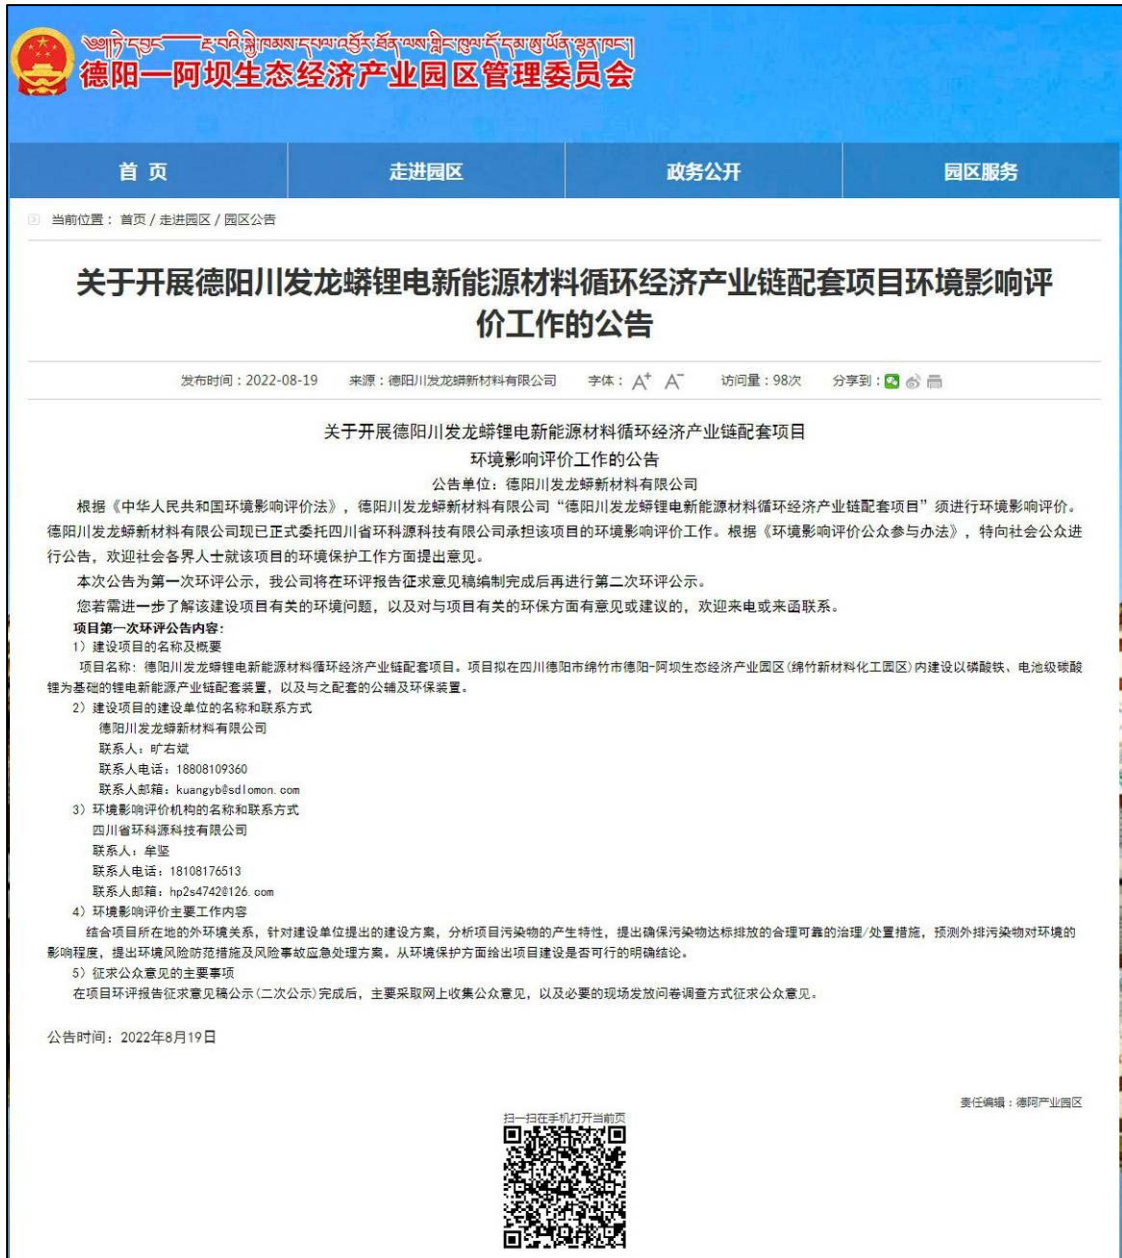 德阳一阿坝生态经济产业园区管理委员会
首 页 走进园区 政务公开 园区服务
当前位置： 首页 / 走进园区 / 园区公告
关于开展德阳川发龙蟒锂电新能源材料循环经济产业链配套项目环境影响评
价工作的公告
发布时间：2022-08-19 来源：德阳川发龙蟒新材料有限公司 字体： A+ A- 访问量：98次 分享到：
关于开展德阳川发龙蟒锂电新能源材料循环经济产业链配套项目
环境影响评价工作的公告
公告单位：德阳川发龙蟒新材料有限公司
根据《中华人民共和国环境影响评价法》，德阳川发龙蟒新材料有限公司“德阳川发龙蟒锂电新能源材料循环经济产业链配套项目”须进行环境影响评价。
德阳川发龙蟒新材料有限公司现已正式委托四川省环科源科技有限公司承担该项目的环境影响评价工作。根据《环境影响评价公众参与办法》，特向社会公众进
行公告，欢迎社会各界人士就该项目的环境保护工作方面提出意见。
本次公告为第一次环评公示，我公司将在环评报告征求意见稿编制完成后再进行第二次环评公示。
您若需进一步了解该建设项目有关的环境问题，以及对与项目有关的环保方面有意见或建议的，欢迎来电或来函联系。
项目第一次环评公告内容：
1）建设项目的名称及概要
项目名称：德阳川发龙蟒锂电新能源材料循环经济产业链配套项目。项目拟在四川德阳市绵竹市德阳-阿坝生态经济产业园区(绵竹新材料化工园区)内建设以磷酸铁、电池级碳酸
锂为基础的锂电新能源产业链配套装置，以及与之配套的公辅及环保装置。
2）建设项目的建设单位的名称和联系方式
德阳川发龙蟒新材料有限公司
联系人：旷右斌
联系人电话：18808109360
联系人邮箱：kuangyb@sdlomon.com
3）环境影响评价机构的名称和联系方式
四川省环科源科技有限公司
联系人：牟坚
联系人电话：18108176513
联系人邮箱：hp2s4742@126.com
4）环境影响评价主要工作内容
结合项目所在地的外环境关系，针对建设单位提出的建设方案，分析项目污染物的产生特性，提出确保污染物达标排放的合理可靠的治理/处置措施，预测外排污染物对环境的
影响程度，提出环境风险防范措施及风险事故应急处理方案。从环境保护方面给出项目建设是否可行的明确结论。
5）征求公众意见的主要事项
在项目环评报告征求意见稿公示(二次公示)完成后，主要采取网上收集公众意见，以及必要的现场发放问卷调查方式征求公众意见。
公告时间：2022年8月19日
责任编辑：德阿产业园区
扫一扫在手机打开当前页